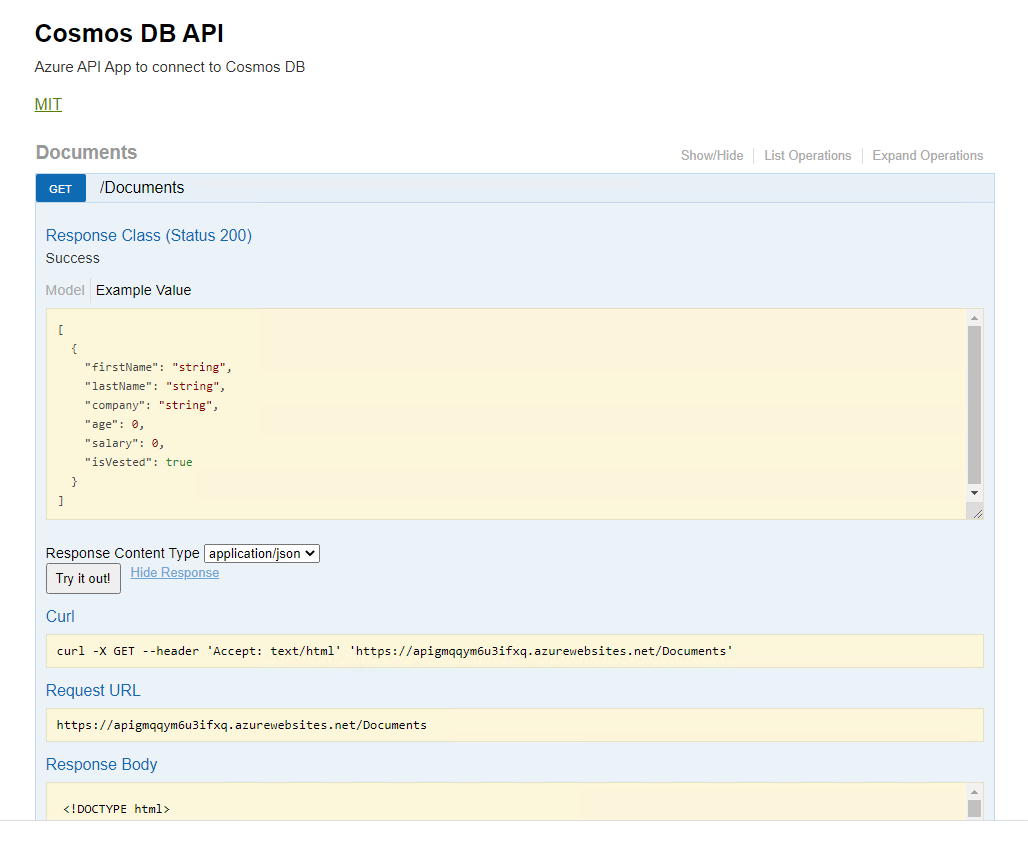 Cosmos DB API
Azure API App to connect to Cosmos DB
MIT
Documents Show/Hide List Operations Expand Operations
GET /Documents
Response Class (Status 200)
Success
Model Example Value
[
  {
    "firstName": "string",
    "lastName": "string",
    "company": "string",
    "age": 0,
    "salary": 0,
    "isVested": true
  }
]
Response Content Type application/json
Try it out! Hide Response
Curl
curl -X GET --header 'Accept: text/html' 'https://apigmqqym6u3ifxq.azurewebsites.net/Documents'
Request URL
https://apigmqqym6u3ifxq.azurewebsites.net/Documents
Response Body
<!DOCTYPE html>